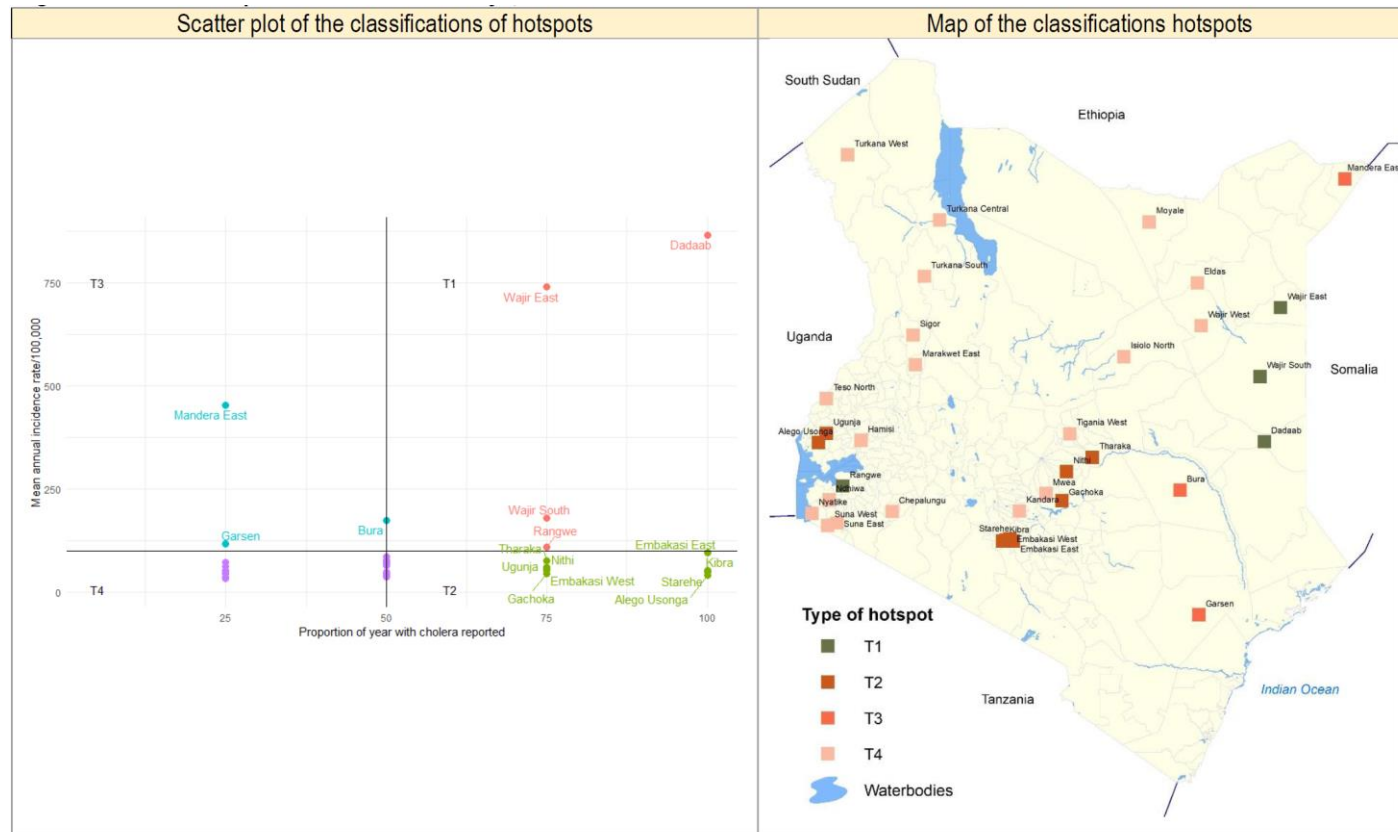 Scatter plot of the classifications of hotspots
Map of the classifications hotspots
Mean annual incidence rate/100,000
750
500
250
0
T3
T1
T4
T2
Dadaab
Wajir East
Mandera East
Garsen
Bura
Wajir South
Rangwe
Tharaka
Nithi
Ugunja
Embakasi West
Gachoka
Embakasi East
Kibra
Starehe
Alego Usonga
25
50
75
100
Proportion of year with cholera reported
South Sudan
Ethiopia
Turkana West
Mandera East
Turkana Central
Moyale
Turkana South
Eldas
Wajir East
Sigor
Wajir West
Uganda
Marakwet East
Isiolo North
Wajir South
Somalia
Teso North
Ugunja
Alego Usonga
Hamisi
Tigania West
Tharaka
Dadaab
Nithi
Rangwe
Ndhiwa
Mwea
Bura
Nyatike
Chepalungu
Kandara
Gachoka
Suna West
Suna East
Starehe
Kibra
Embakasi West
Embakasi East
Garsen
Type of hotspot
T1
T2
T3
T4
Waterbodies
Tanzania
Indian Ocean